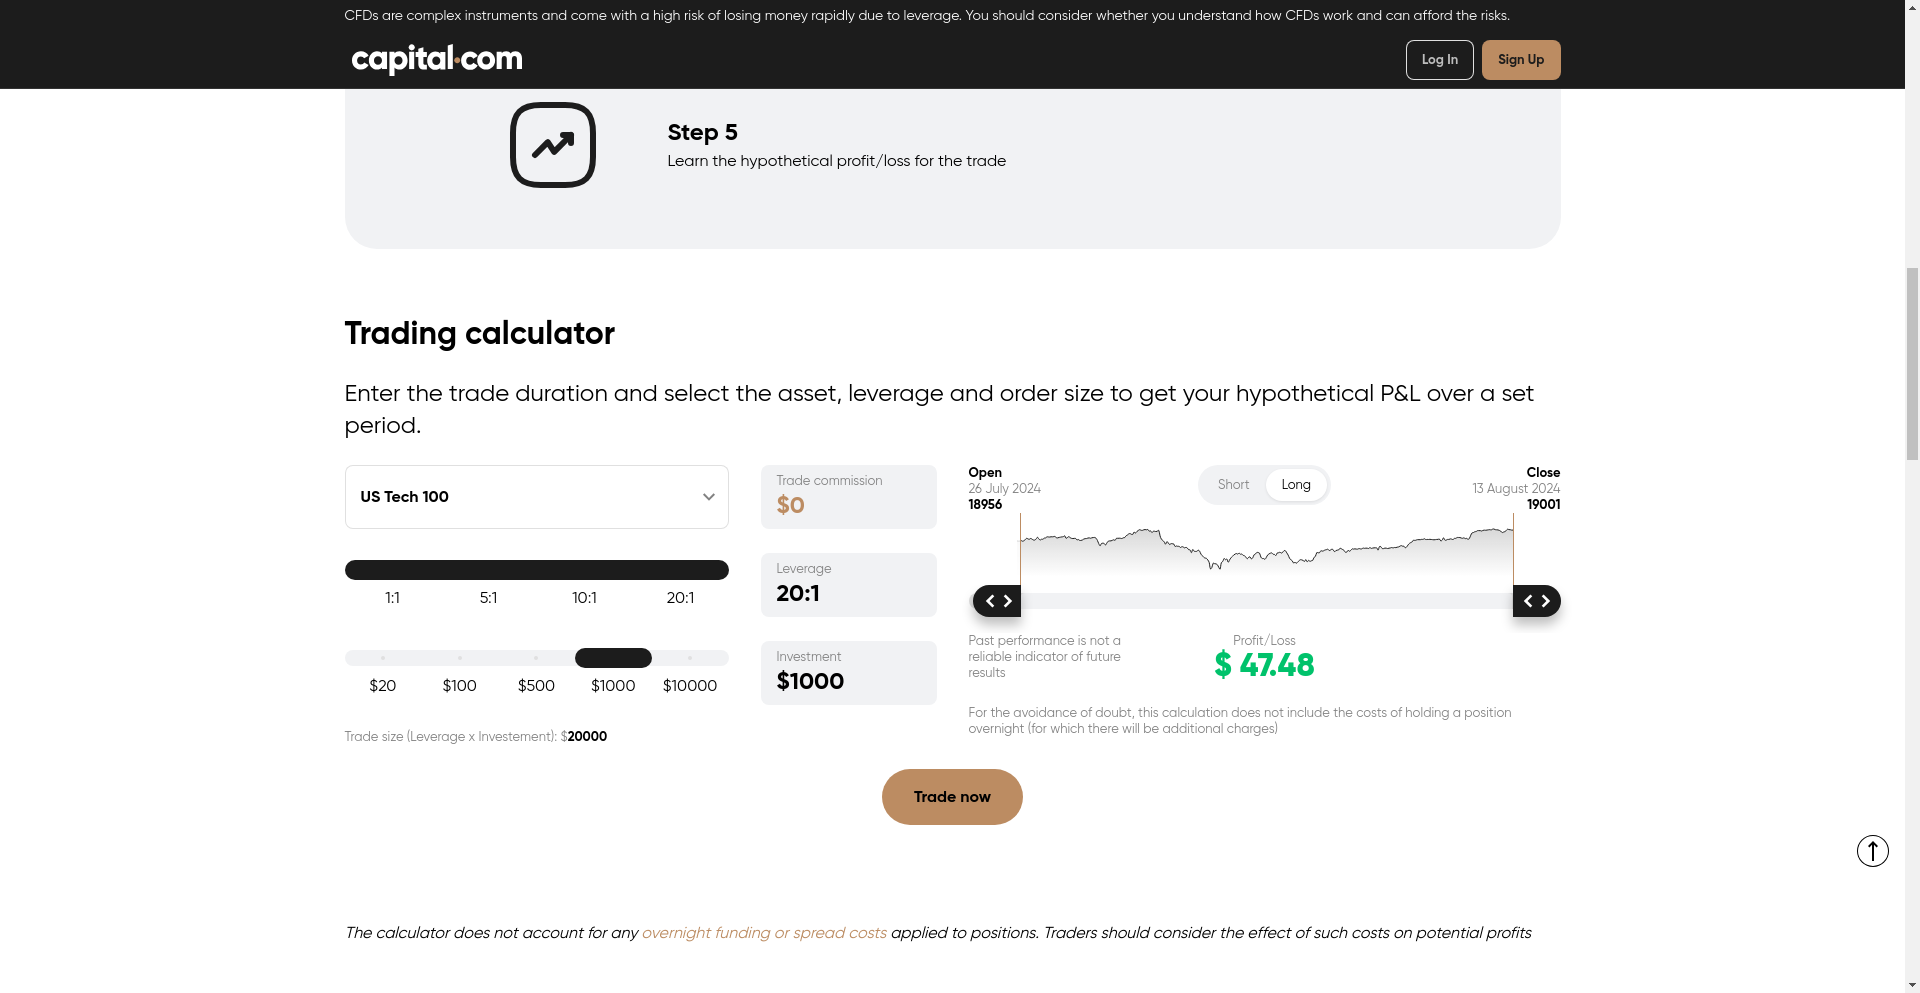 CFDs are complex instruments and come with a high risk of losing money rapidly due to leverage. You should consider whether you understand how CFDs work and can afford the risks.
capital.com
Log In
Sign Up
Step 5
Learn the hypothetical profit/loss for the trade
Trading calculator
Enter the trade duration and select the asset, leverage and order size to get your hypothetical P&L over a set
period.
US Tech 100
1:1
5:1
10:1
20:1
$20
$100
$500
$1000
$10000
Trade size (Leverage x Investement): $20000
Trade commission
$0
Leverage
20:1
Investment
$1000
Open
26 July 2024
18956
Short
Long
Close
13 August 2024
19001
Past performance is not a
reliable indicator of future
results
Profit/Loss
$ 47.48
For the avoidance of doubt, this calculation does not include the costs of holding a position
overnight (for which there will be additional charges)
Trade now
The calculator does not account for any overnight funding or spread costs applied to positions. Traders should consider the effect of such costs on potential profits